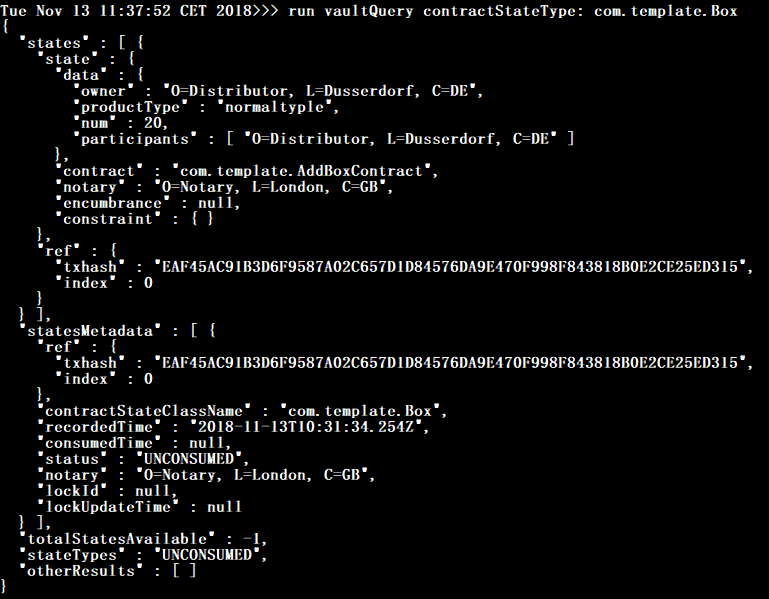 Tue Nov 13 11:37:52 CET 2018>>> run vaultQuery contractStateType: com.template.Box
{
  "states" : [ {
    "state" : {
      "data" : {
        "owner" : "O=Distributor, L=Dusserdorf, C=DE",
        "productType" : "normaltyple",
        "num" : 20,
        "participants" : [ "O=Distributor, L=Dusserdorf, C=DE" ]
      },
      "contract" : "com.template.AddBoxContract",
      "notary" : "O=Notary, L=London, C=GB",
      "encumbrance" : null,
      "constraint" : { }
    },
    "ref" : {
      "txhash" : "EAF45AC91B3D6F9587A02C657D1D84576DA9E470F998F843818B0E2CE25ED315",
      "index" : 0
    }
  } ],
  "statesMetadata" : [ {
    "ref" : {
      "txhash" : "EAF45AC91B3D6F9587A02C657D1D84576DA9E470F998F843818B0E2CE25ED315",
      "index" : 0
    },
    "contractStateClassName" : "com.template.Box",
    "recordedTime" : "2018-11-13T10:31:34.254Z",
    "consumedTime" : null,
    "status" : "UNCONSUMED",
    "notary" : "O=Notary, L=London, C=GB",
    "lockId" : null,
    "lockUpdateTime" : null
  } ],
  "totalStatesAvailable" : -1,
  "stateTypes" : "UNCONSUMED",
  "otherResults" : [ ]
}